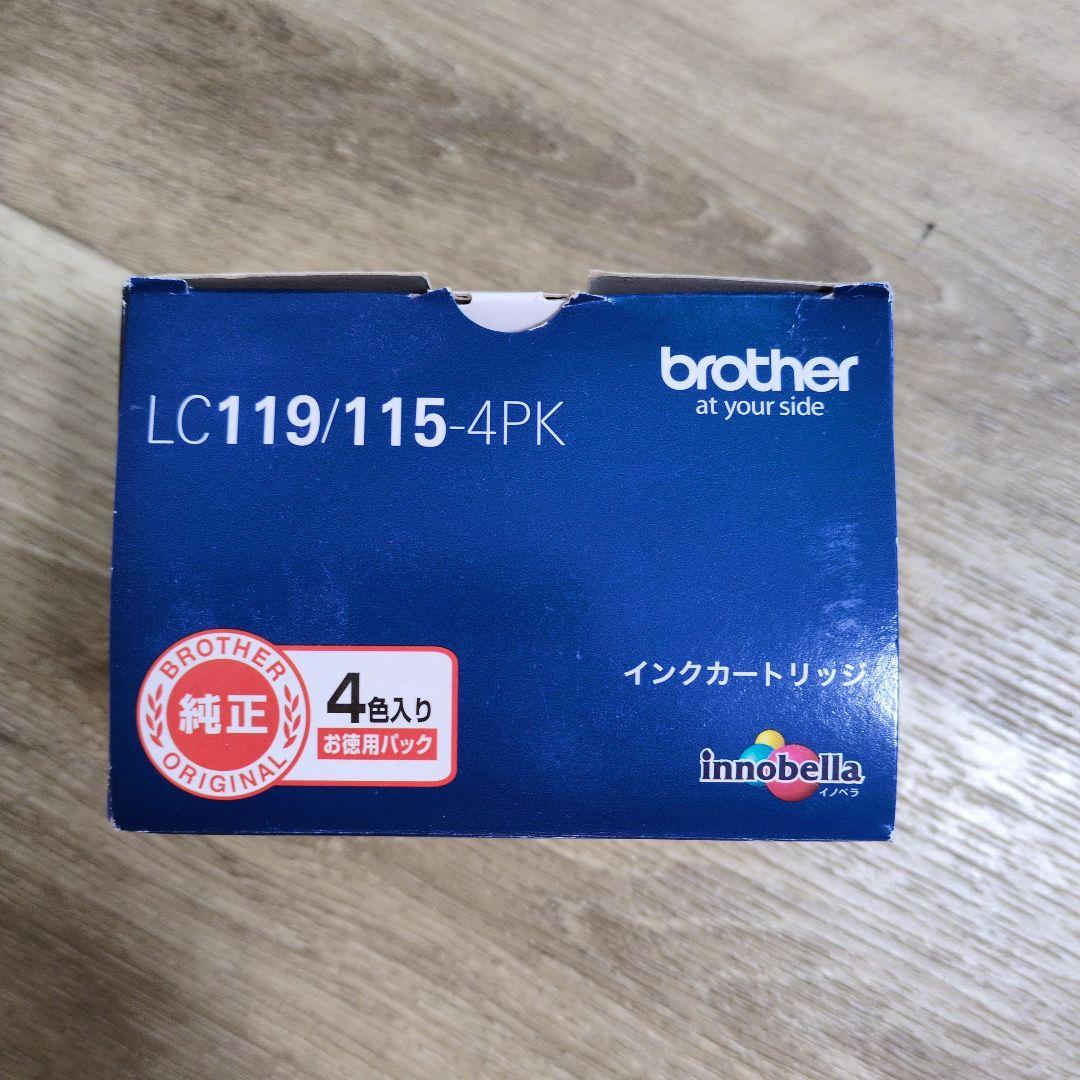 brother
at your side
LC119/115-4PK
BROTHER
純正
ORIGINAL
4色入り
お徳用パック
インクカートリッジ
innobella
イノベラ